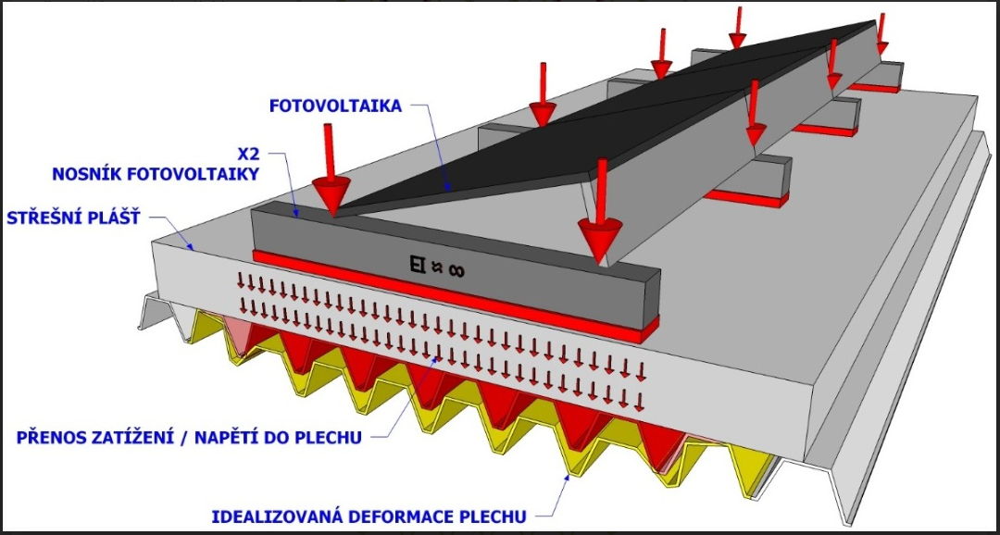 FOTOVOLTAIKA
X2
NOSNÍK FOTOVOLTAIKY
STŘEŠNÍ PLÁŠŤ
EI ≈ ∞
PŘENOS ZATÍŽENÍ / NAPĚTÍ DO PLECHU
IDEALIZOVANÁ DEFORMACE PLECHU